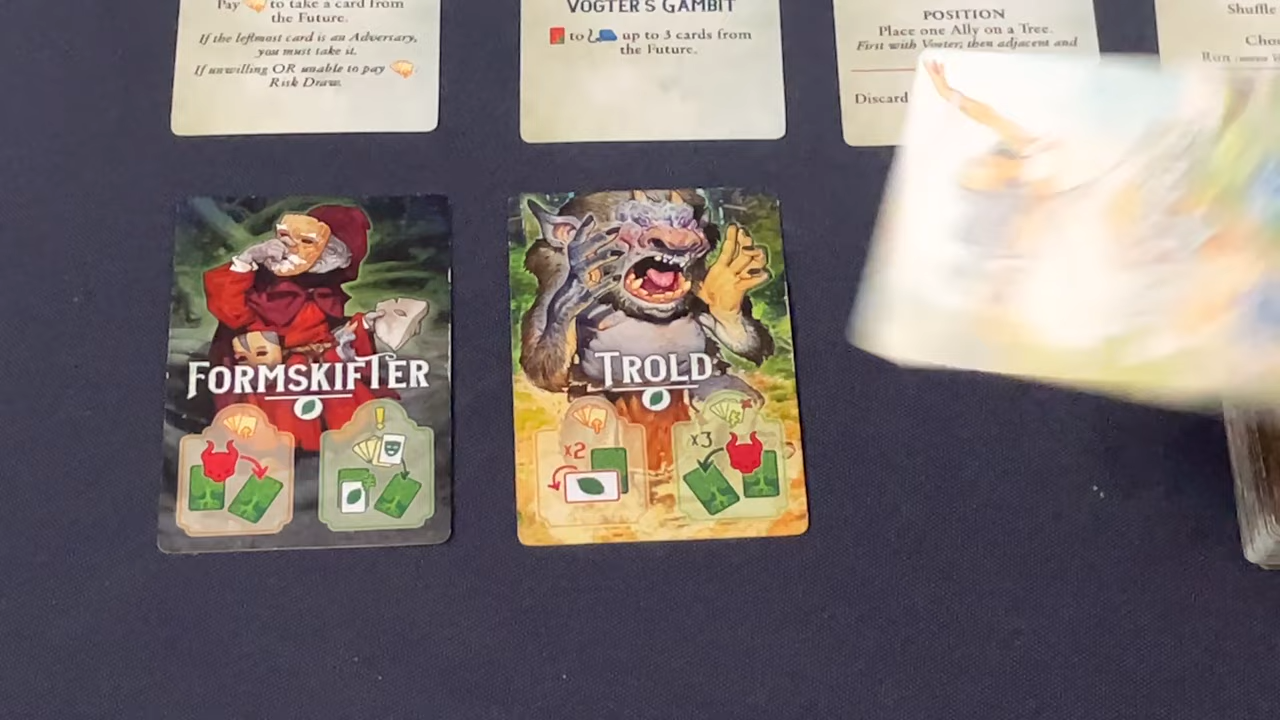 Pay to take a card from
the Future.
If the leftmost card is an Adversary,
you must take it.
If unwilling OR unable to pay
Risk Draw.
VOGTER'S GAMBIT
to up to 3 cards from
the Future.
POSITION
Place one Ally on a Tree.
First with Vogter, then adjacent and
Discard
Shuffle
Run
FORMSKIFTER
TROLD
!
x2
x3